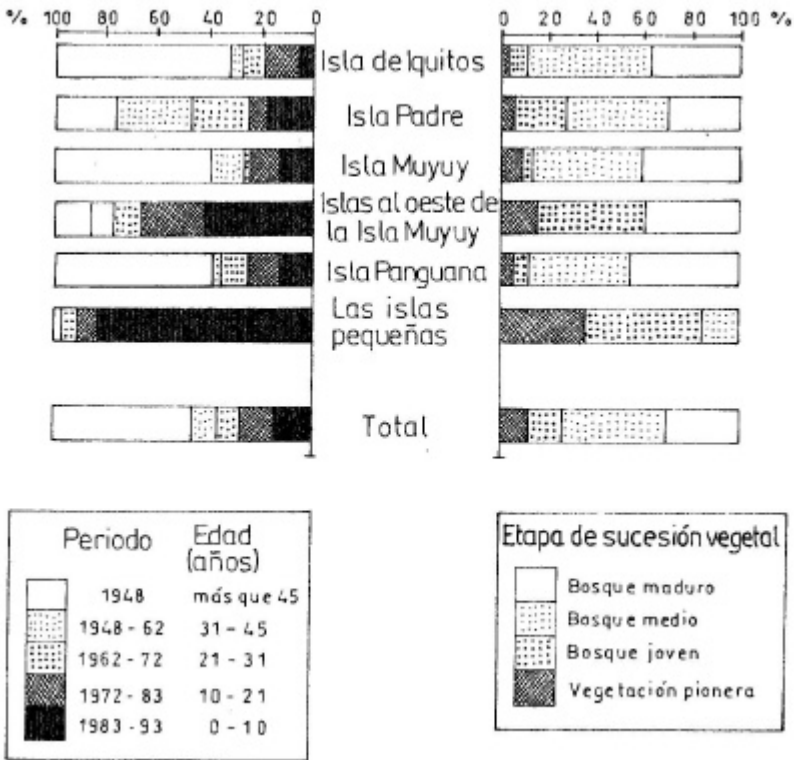 % 100 80 60 40 20 0
0 20 40 60 80 100 %
Isla de Iquitos
Isla Padre
Isla Muyuy
Islas al oeste de
la Isla Muyuy
Isla Panguana
Las islas
pequeñas
Total
Periodo Edad
(años)
1948 más que 45
1948 - 62 31 - 45
1962 - 72 21 - 31
1972 - 83 10 - 21
1983 - 93 0 - 10
Etapa de sucesión vegetal
Bosque maduro
Bosque medio
Bosque joven
Vegetación pionera